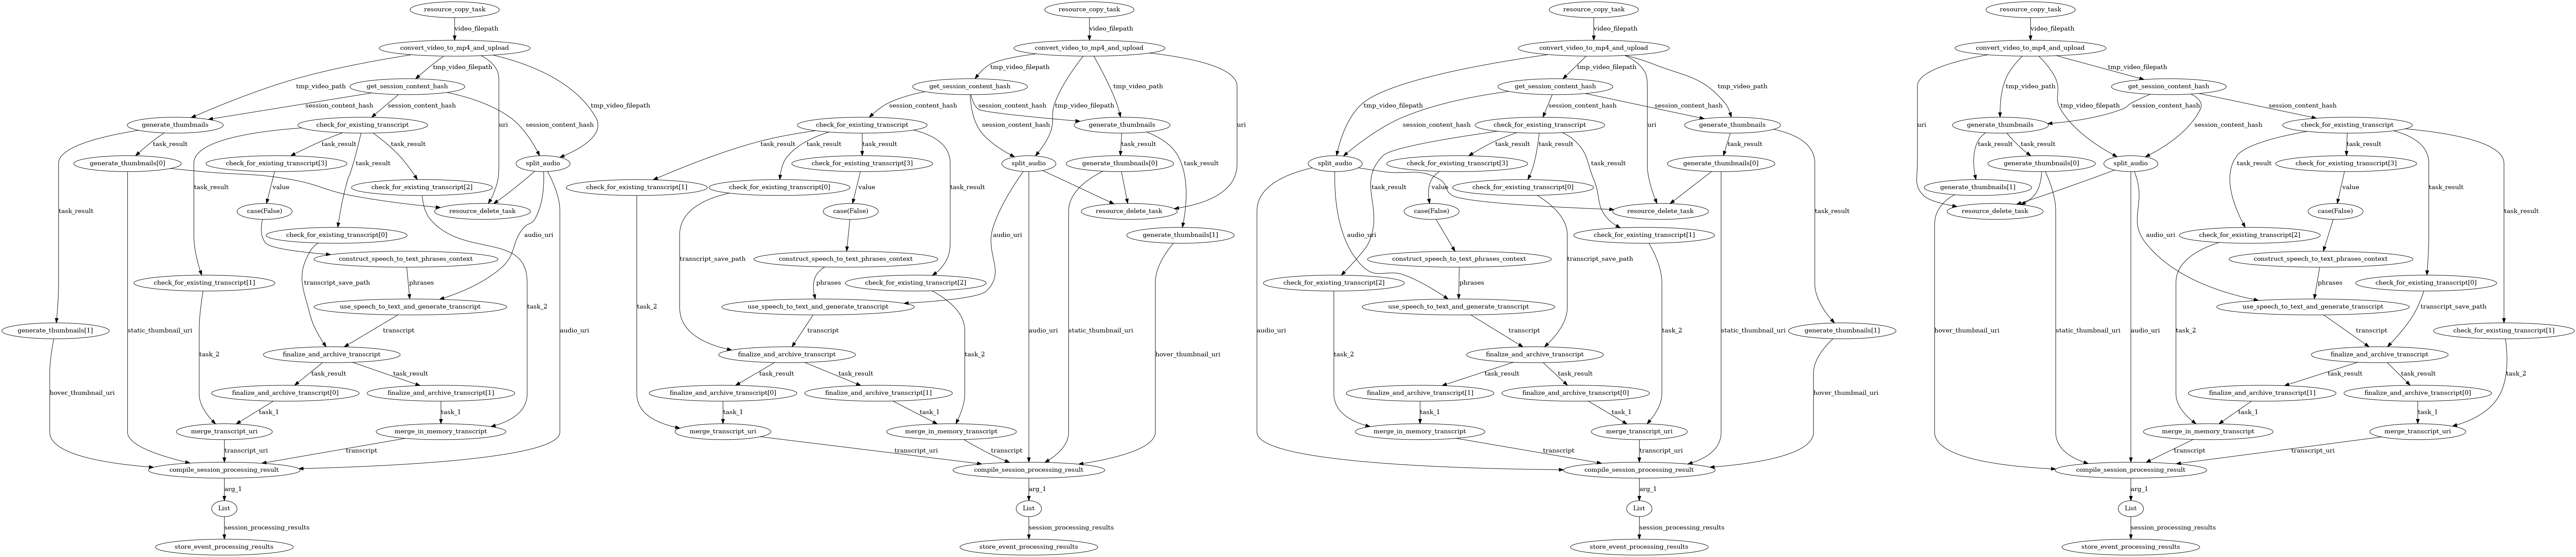 resource_copy_task
video_filepath
convert_video_to_mp4_and_upload
tmp_video_filepath
get_session_content_hash
tmp_video_path
session_content_hash
session_content_hash
uri
tmp_video_filepath
generate_thumbnails
check_for_existing_transcript
session_content_hash
task_result
task_result
task_result
generate_thumbnails[0]
check_for_existing_transcript[3]
task_result
split_audio
task_result
value
check_for_existing_transcript[2]
task_result
case(False)
resource_delete_task
check_for_existing_transcript[0]
audio_uri
construct_speech_to_text_phrases_context
check_for_existing_transcript[1]
transcript_save_path
phrases
use_speech_to_text_and_generate_transcript
task_2
generate_thumbnails[1]
static_thumbnail_uri
transcript
audio_uri
task_2
finalize_and_archive_transcript
task_result
task_result
hover_thumbnail_uri
finalize_and_archive_transcript[0]
finalize_and_archive_transcript[1]
task_1
task_1
merge_transcript_uri
merge_in_memory_transcript
transcript_uri
transcript
compile_session_processing_result
arg_1
List
session_processing_results
store_event_processing_results
resource_copy_task
video_filepath
convert_video_to_mp4_and_upload
tmp_video_filepath
get_session_content_hash
tmp_video_path
session_content_hash
session_content_hash
tmp_video_filepath
check_for_existing_transcript
session_content_hash
generate_thumbnails
uri
task_result
task_result
task_result
task_result
check_for_existing_transcript[3]
split_audio
generate_thumbnails[0]
task_result
check_for_existing_transcript[1]
check_for_existing_transcript[0]
value
task_result
case(False)
resource_delete_task
audio_uri
generate_thumbnails[1]
transcript_save_path
construct_speech_to_text_phrases_context
phrases
check_for_existing_transcript[2]
task_2
use_speech_to_text_and_generate_transcript
transcript
audio_uri
static_thumbnail_uri
finalize_and_archive_transcript
task_2
hover_thumbnail_uri
task_result
task_result
finalize_and_archive_transcript[0]
finalize_and_archive_transcript[1]
task_1
task_1
merge_transcript_uri
merge_in_memory_transcript
transcript_uri
transcript
compile_session_processing_result
arg_1
List
session_processing_results
store_event_processing_results
resource_copy_task
video_filepath
convert_video_to_mp4_and_upload
tmp_video_filepath
get_session_content_hash
tmp_video_path
tmp_video_filepath
session_content_hash
session_content_hash
session_content_hash
check_for_existing_transcript
uri
generate_thumbnails
task_result
task_result
task_result
split_audio
check_for_existing_transcript[3]
task_result
generate_thumbnails[0]
task_result
value
check_for_existing_transcript[0]
case(False)
resource_delete_task
task_result
audio_uri
check_for_existing_transcript[1]
construct_speech_to_text_phrases_context
transcript_save_path
check_for_existing_transcript[2]
phrases
use_speech_to_text_and_generate_transcript
audio_uri
transcript
task_2
static_thumbnail_uri
generate_thumbnails[1]
task_2
finalize_and_archive_transcript
task_result
task_result
finalize_and_archive_transcript[1]
finalize_and_archive_transcript[0]
hover_thumbnail_uri
task_1
task_1
merge_in_memory_transcript
merge_transcript_uri
transcript
transcript_uri
compile_session_processing_result
arg_1
List
session_processing_results
store_event_processing_results
resource_copy_task
video_filepath
convert_video_to_mp4_and_upload
tmp_video_filepath
tmp_video_path
get_session_content_hash
tmp_video_filepath
session_content_hash
session_content_hash
uri
generate_thumbnails
session_content_hash
check_for_existing_transcript
task_result
task_result
task_result
task_result
generate_thumbnails[0]
split_audio
check_for_existing_transcript[3]
generate_thumbnails[1]
value
task_result
resource_delete_task
case(False)
task_result
audio_uri
check_for_existing_transcript[2]
construct_speech_to_text_phrases_context
phrases
check_for_existing_transcript[0]
use_speech_to_text_and_generate_transcript
transcript_save_path
hover_thumbnail_uri
static_thumbnail_uri
audio_uri
task_2
transcript
check_for_existing_transcript[1]
finalize_and_archive_transcript
task_result
task_result
task_2
finalize_and_archive_transcript[1]
finalize_and_archive_transcript[0]
task_1
task_1
merge_in_memory_transcript
merge_transcript_uri
transcript
transcript_uri
compile_session_processing_result
arg_1
List
session_processing_results
store_event_processing_results